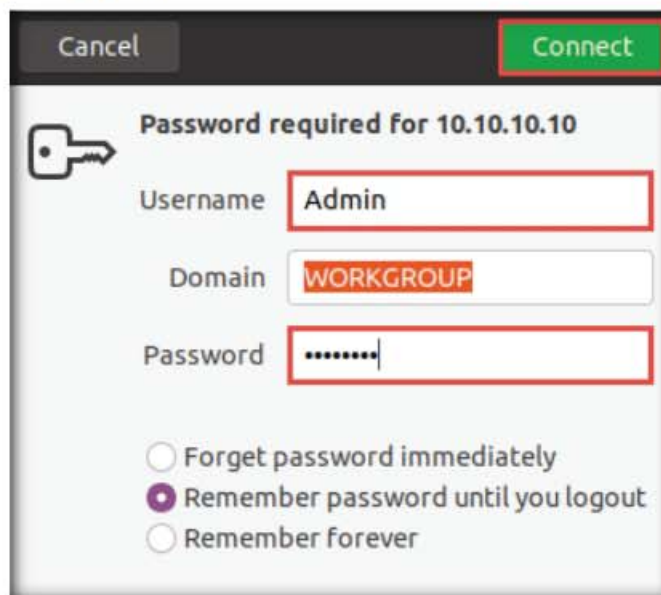 Cancel Connect
Password required for 10.10.10.10
Username Admin
Domain WORKGROUP
Password ••••••••
Forget password immediately
Remember password until you logout
Remember forever